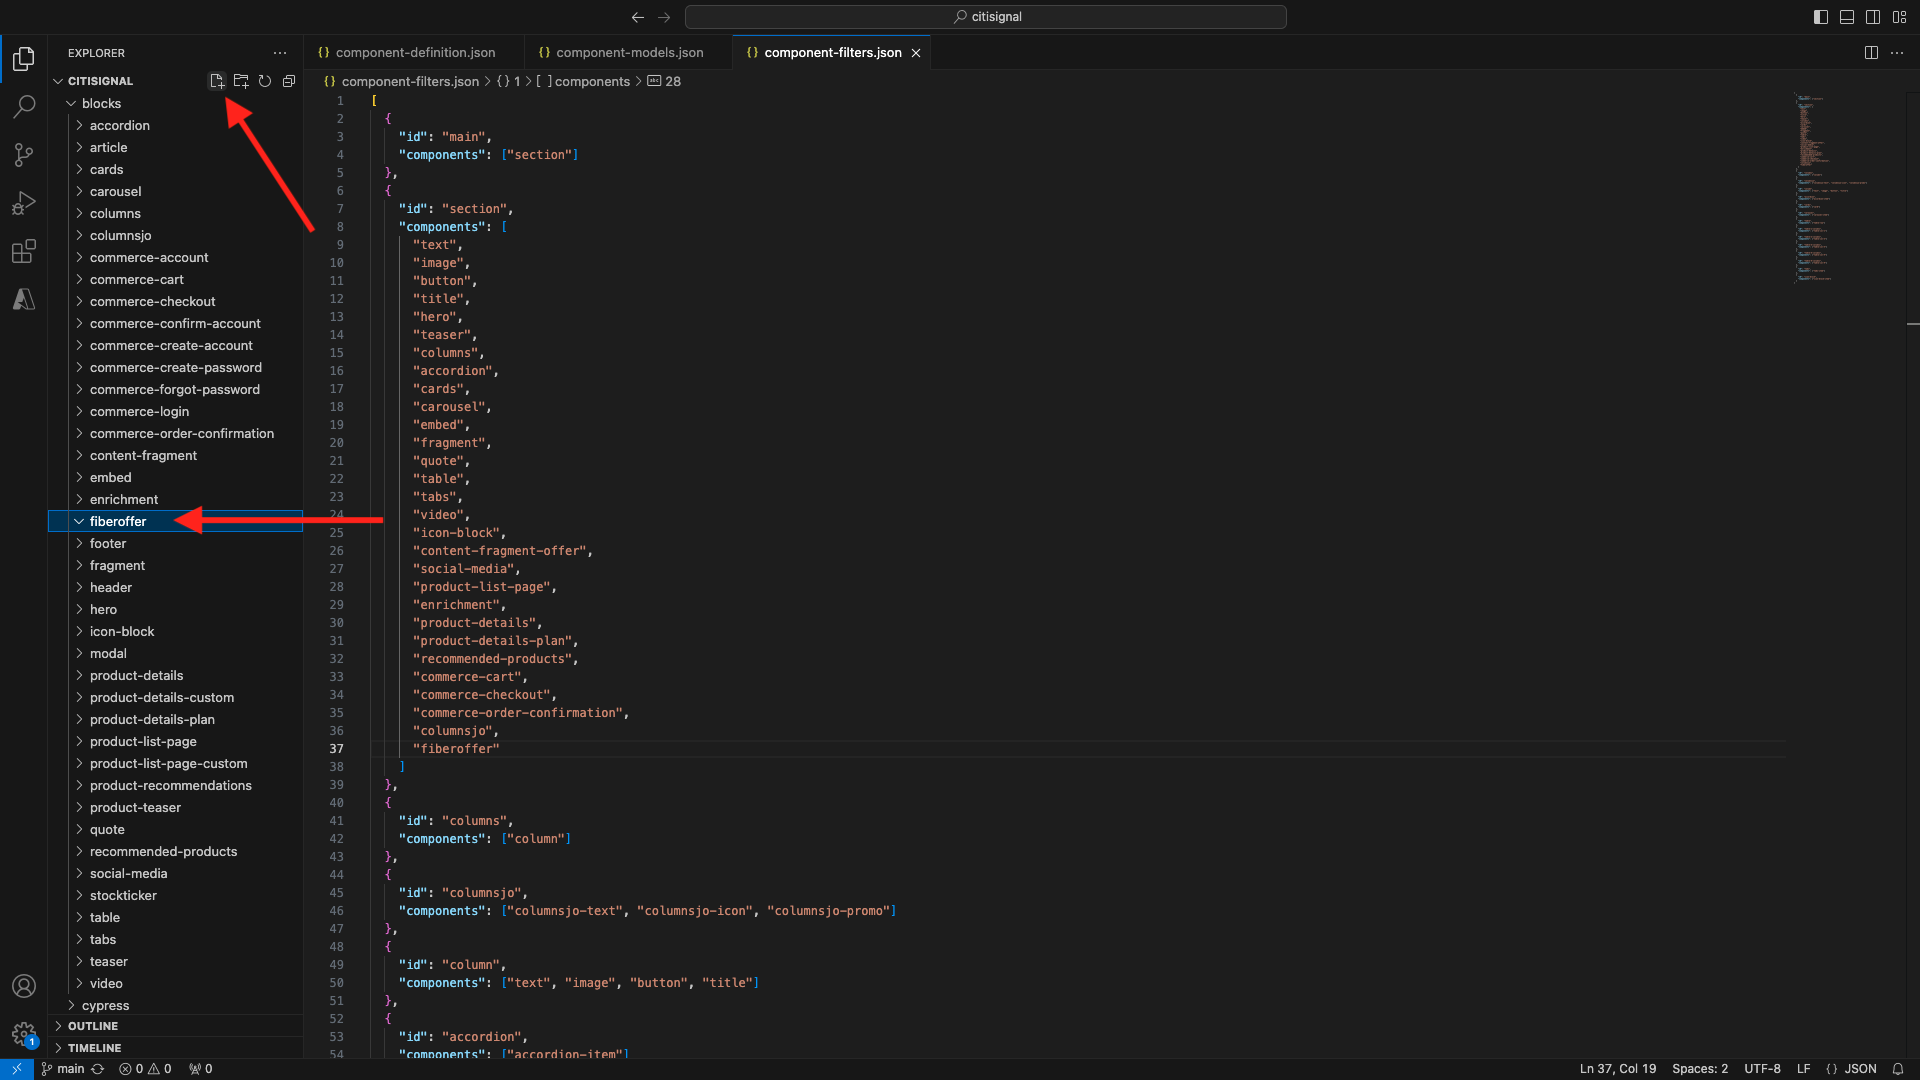 citisignal
EXPLORER
component-definition.json
component-models.json
component-filters.json
CITISIGNAL
component-filters.json > {} 1 > [ ] components > abc 28
blocks
accordion
article
cards
carousel
columns
columnsjo
commerce-account
commerce-cart
commerce-checkout
commerce-confirm-account
commerce-create-account
commerce-create-password
commerce-forgot-password
commerce-login
commerce-order-confirmation
content-fragment
embed
enrichment
fiberoffer
footer
fragment
header
hero
icon-block
modal
product-details
product-details-custom
product-details-plan
product-list-page
product-list-page-custom
product-recommendations
product-teaser
quote
recommended-products
social-media
stockticker
table
tabs
teaser
video
cypress
OUTLINE
TIMELINE
1 [
2 {
3 "id": "main",
4 "components": ["section"]
5 },
6 {
7 "id": "section",
8 "components": [
9 "text",
10 "image",
11 "button",
12 "title",
13 "hero",
14 "teaser",
15 "columns",
16 "accordion",
17 "cards",
18 "carousel",
19 "embed",
20 "fragment",
21 "quote",
22 "table",
23 "tabs",
24 "video",
25 "icon-block",
26 "content-fragment-offer",
27 "social-media",
28 "product-list-page",
29 "enrichment",
30 "product-details",
31 "product-details-plan",
32 "recommended-products",
33 "commerce-cart",
34 "commerce-checkout",
35 "commerce-order-confirmation",
36 "columnsjo",
37 "fiberoffer"
38 ]
39 },
40 {
41 "id": "columns",
42 "components": ["column"]
43 },
44 {
45 "id": "columnsjo",
46 "components": ["columnsjo-text", "columnsjo-icon", "columnsjo-promo"]
47 },
48 {
49 "id": "column",
50 "components": ["text", "image", "button", "title"]
51 },
52 {
53 "id": "accordion",
54 "components": ["accordion-item"]
1
main 0 0 0
Ln 37, Col 19 Spaces: 2 UTF-8 LF {} JSON